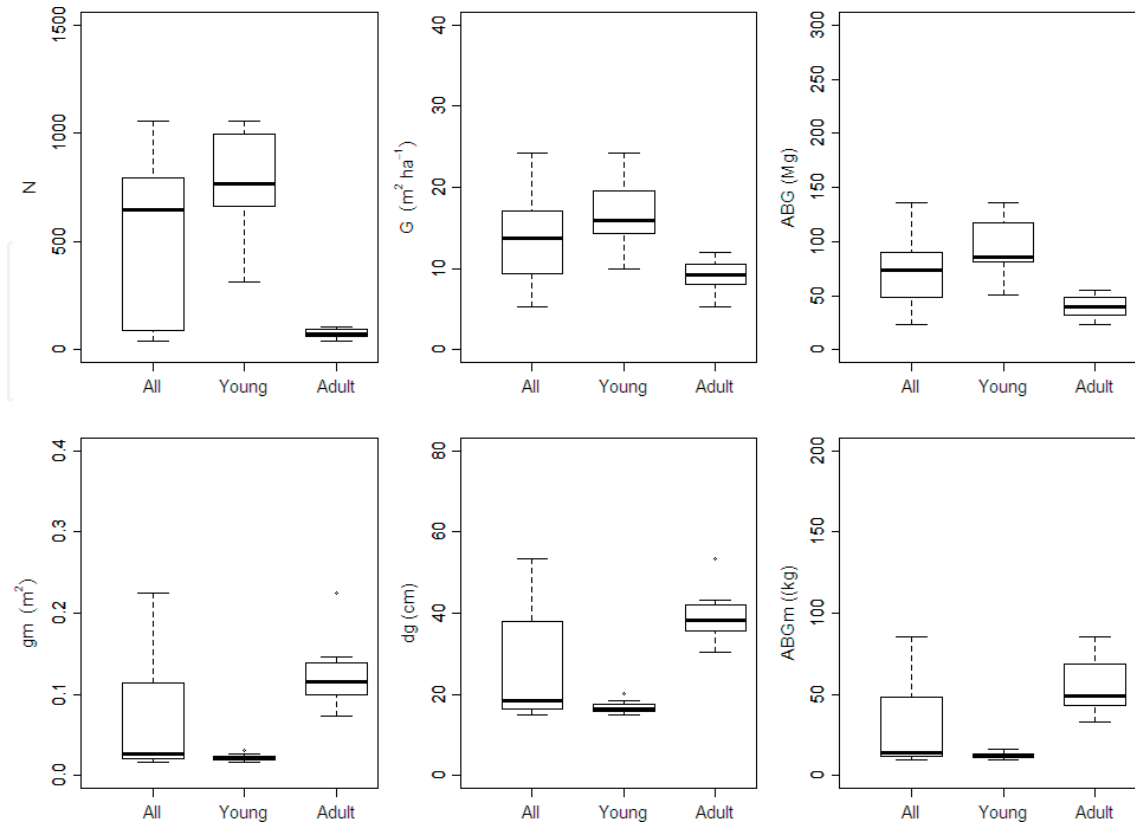 1500
1000
500
0
N
All Young Adult
40
30
20
10
0
G (m² ha⁻¹)
All Young Adult
300
250
200
150
100
50
0
ABG (Mg)
All Young Adult
0.4
0.3
0.2
0.1
0.0
gm (m²)
All Young Adult
80
60
40
20
0
dg (cm)
All Young Adult
200
150
100
50
0
ABGm ((kg)
All Young Adult